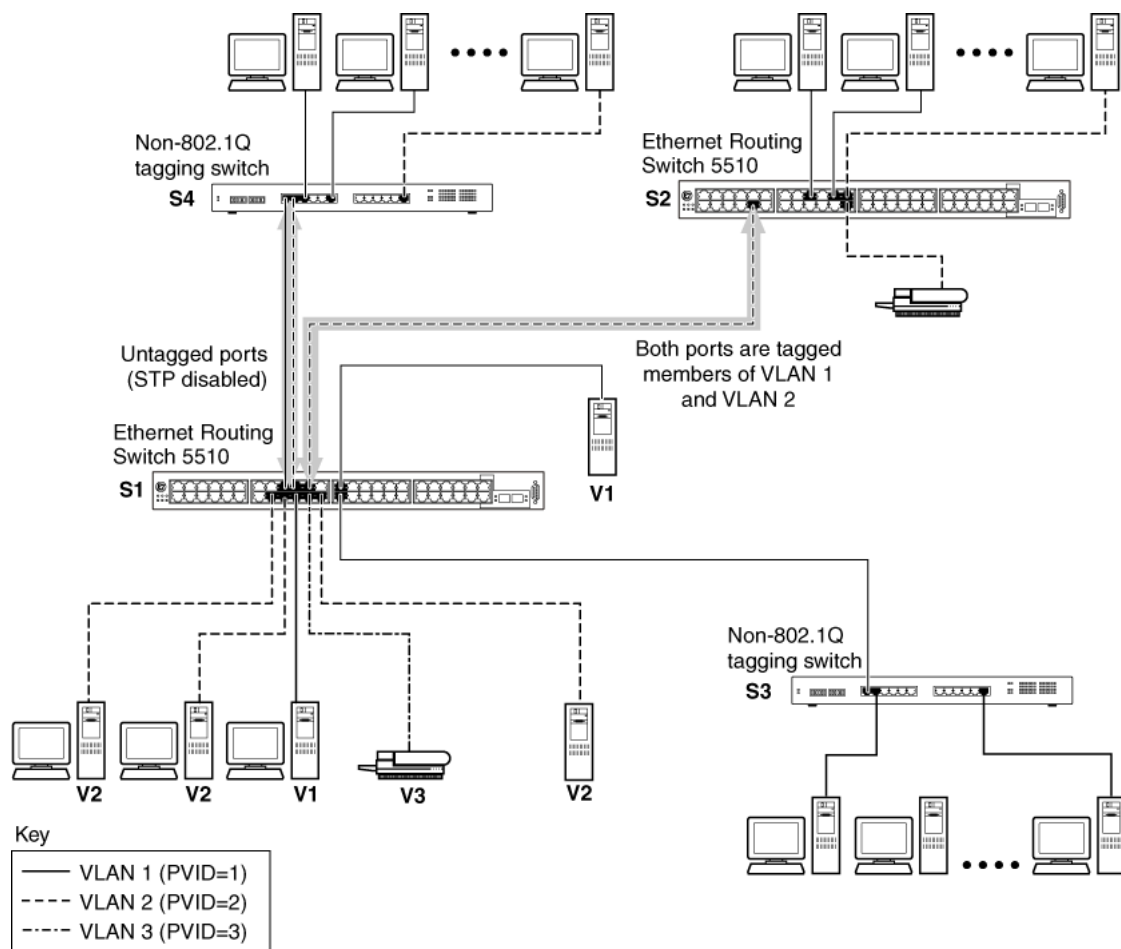 Non-802.1Q
tagging switch
S4
Ethernet Routing
Switch 5510
S2
Untagged ports
(STP disabled)
Both ports are tagged
members of VLAN 1
and VLAN 2
Ethernet Routing
Switch 5510
S1
V1
Non-802.1Q
tagging switch
S3
V2
V2
V1
V3
V2
Key
VLAN 1 (PVID=1)
VLAN 2 (PVID=2)
VLAN 3 (PVID=3)